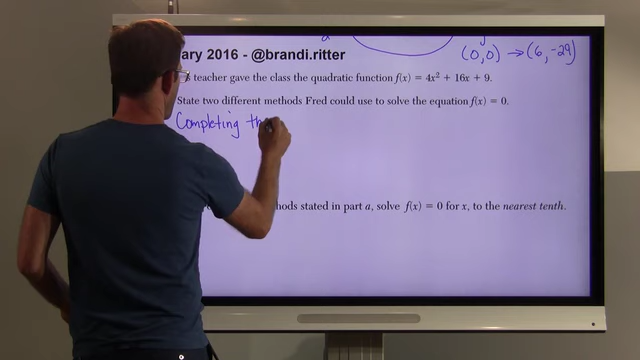 (0,0) → (6,-29)
ary 2016 - @brandi.ritter
teacher gave the class the quadratic function f(x) = 4x² + 16x + 9.
State two different methods Fred could use to solve the equation f(x) = 0.
Completing th
hods stated in part a, solve f(x) = 0 for x, to the nearest tenth.